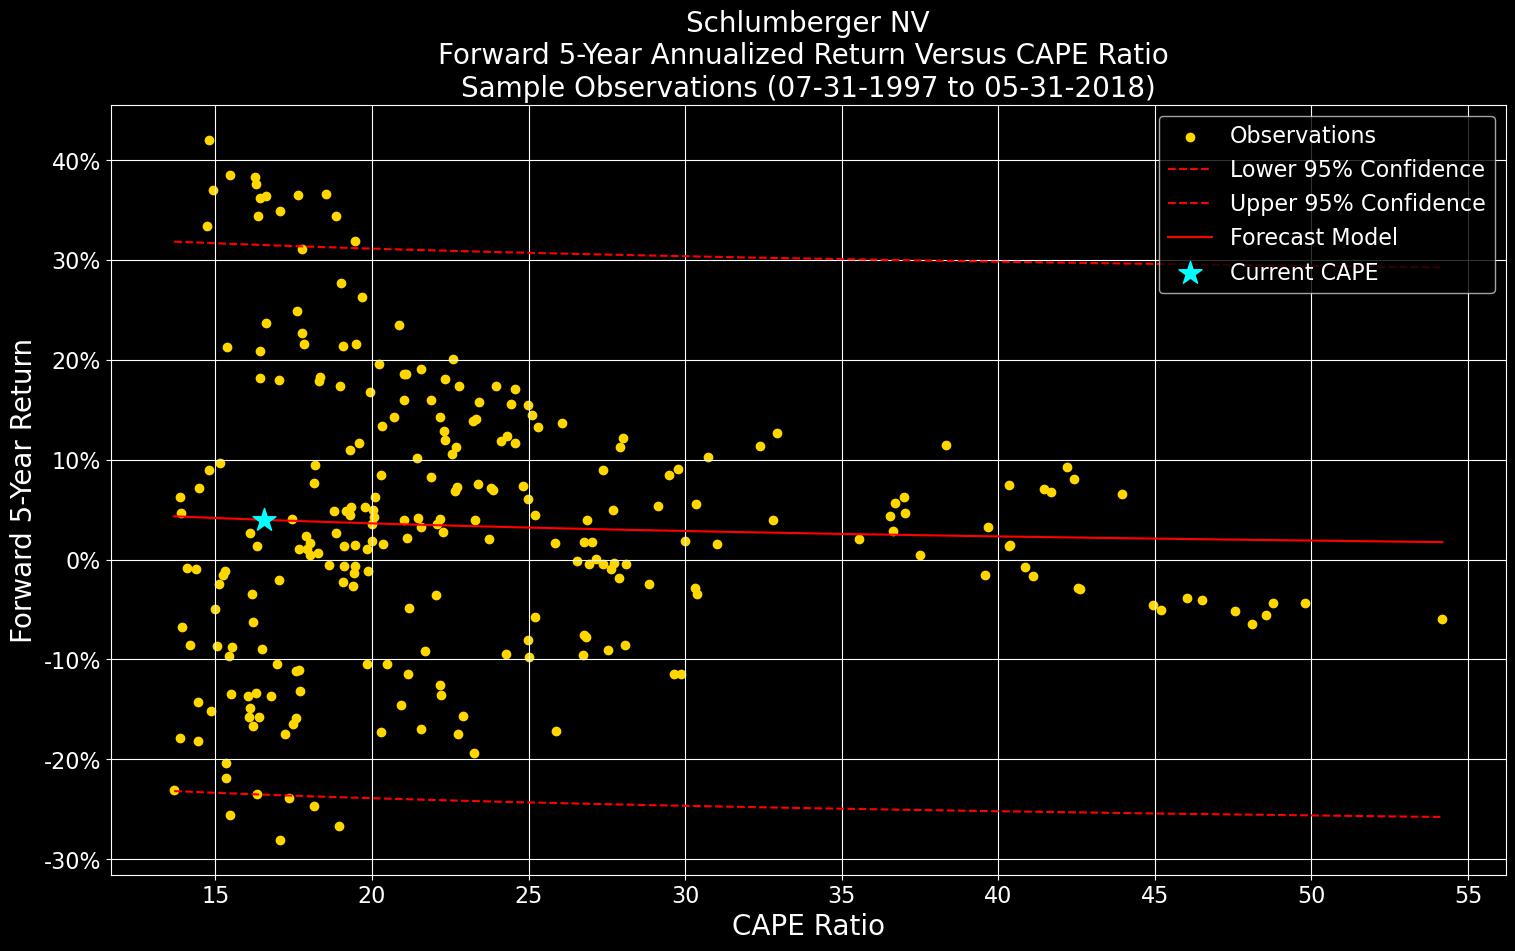 Schlumberger NV
Forward 5-Year Annualized Return Versus CAPE Ratio
Sample Observations (07-31-1997 to 05-31-2018)
Observations
Lower 95% Confidence
Upper 95% Confidence
Forecast Model
Current CAPE
Forward 5-Year Return
40%
30%
20%
10%
0%
-10%
-20%
-30%
15 20 25 30 35 40 45 50 55
CAPE Ratio